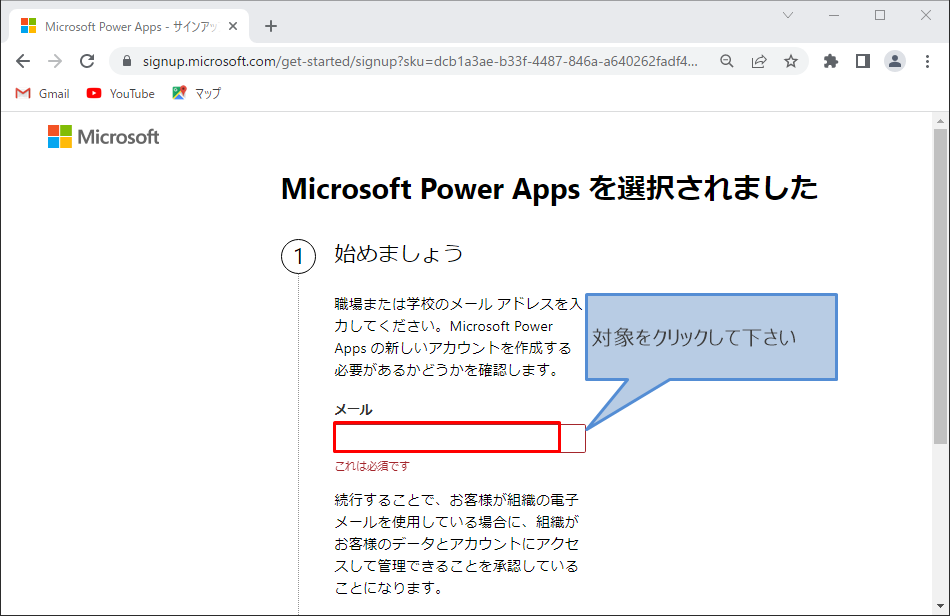 Microsoft Power Apps - サインアッ
signup.microsoft.com/get-started/signup?sku=dcb1a3ae-b33f-4487-846a-a640262fadf4...
Gmail YouTube マップ
Microsoft
Microsoft Power Apps を選択されました
1 始めましょう
職場または学校のメール アドレスを入
力してください。Microsoft Power
Apps の新しいアカウントを作成する
必要があるかどうかを確認します。
対象をクリックして下さい
メール
これは必須です
続行することで、お客様が組織の電子
メールを使用している場合に、組織が
お客様のデータとアカウントにアクセ
スして管理できることを承認している
ことになります。